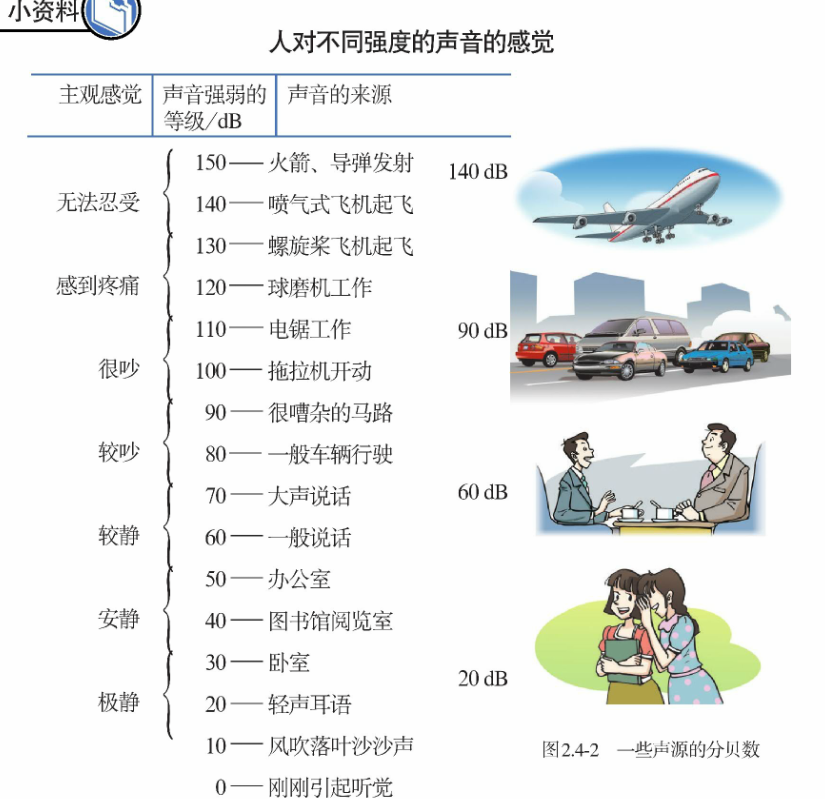 小资料
人对不同强度的声音的感觉
主观感觉 声音强弱的等级/dB 声音的来源
150 — 火箭、导弹发射
无法忍受 140 — 喷气式飞机起飞
130 — 螺旋桨飞机起飞
感到疼痛 120 — 球磨机工作
110 — 电锯工作
很吵 100 — 拖拉机开动
90 — 很嘈杂的马路
较吵 80 — 一般车辆行驶
70 — 大声说话
较静 60 — 一般说话
50 — 办公室
安静 40 — 图书馆阅览室
30 — 卧室
极静 20 — 轻声耳语
10 — 风吹落叶沙沙声
0 — 刚刚引起听觉
140 dB
90 dB
60 dB
20 dB
图2.4-2 一些声源的分贝数